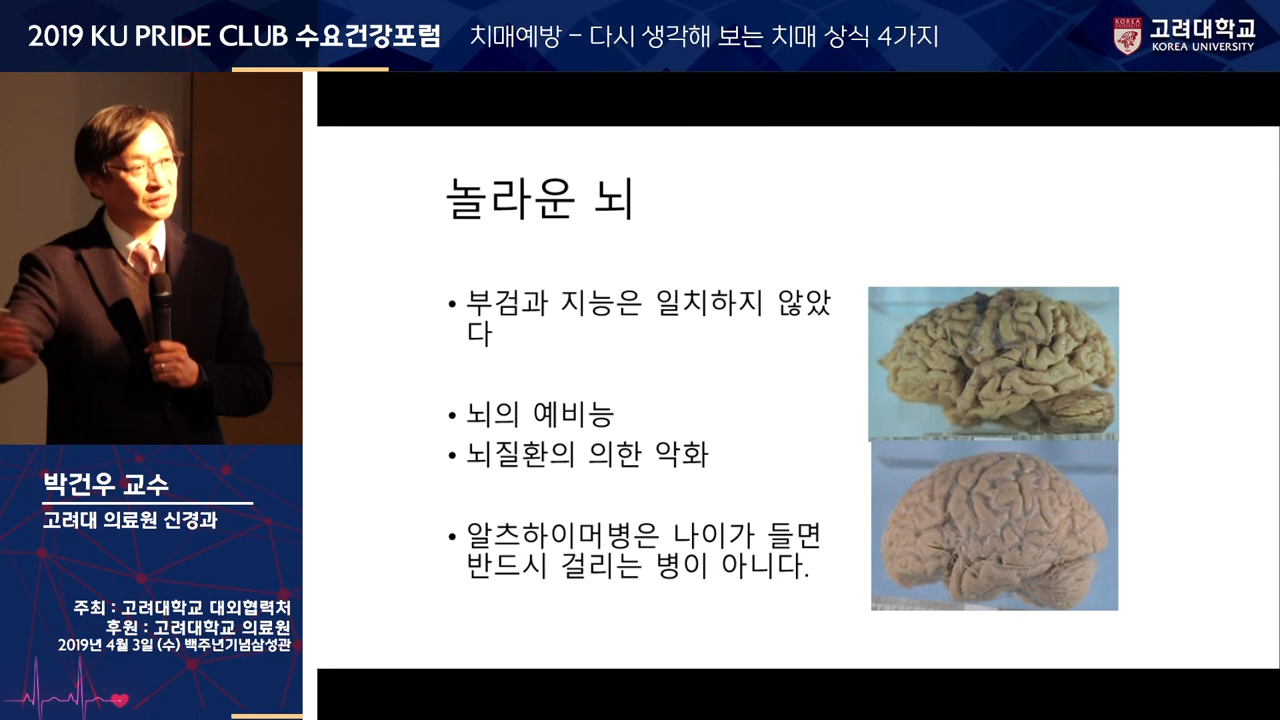 2019 KU PRIDE CLUB 수요건강포럼
치매예방 – 다시 생각해 보는 치매 상식 4가지
KOREA
UNIVERSITY
고려대학교
KOREA UNIVERSITY
놀라운 뇌
• 부검과 지능은 일치하지 않았
다
• 뇌의 예비능
• 뇌질환의 의한 악화
• 알츠하이머병은 나이가 들면
반드시 걸리는 병이 아니다.
박건우 교수
고려대 의료원 신경과
주최 : 고려대학교 대외협력처
후원 : 고려대학교 의료원
2019년 4월 3일 (수) 백주년기념삼성관